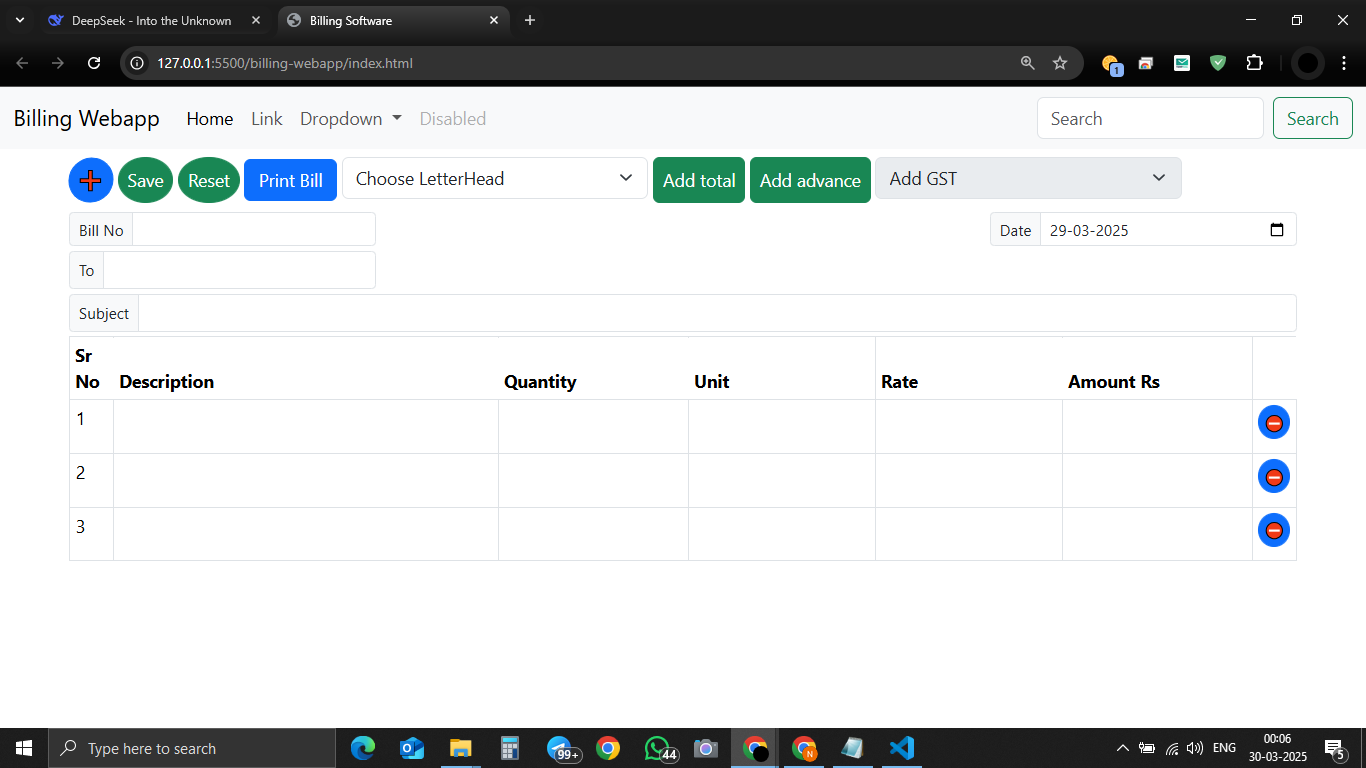 DeepSeek - Into the Unknown
Billing Software
127.0.0.1:5500/billing-webapp/index.html
1
Billing Webapp Home Link Dropdown Disabled Search Search
Save Reset Print Bill Choose LetterHead Add total Add advance Add GST
Bill No Date 29-03-2025
To
Subject
Sr
No Description Quantity Unit Rate Amount Rs
1
2
3
Type here to search 99+ 44 N ENG 00:06
30-03-2025 5